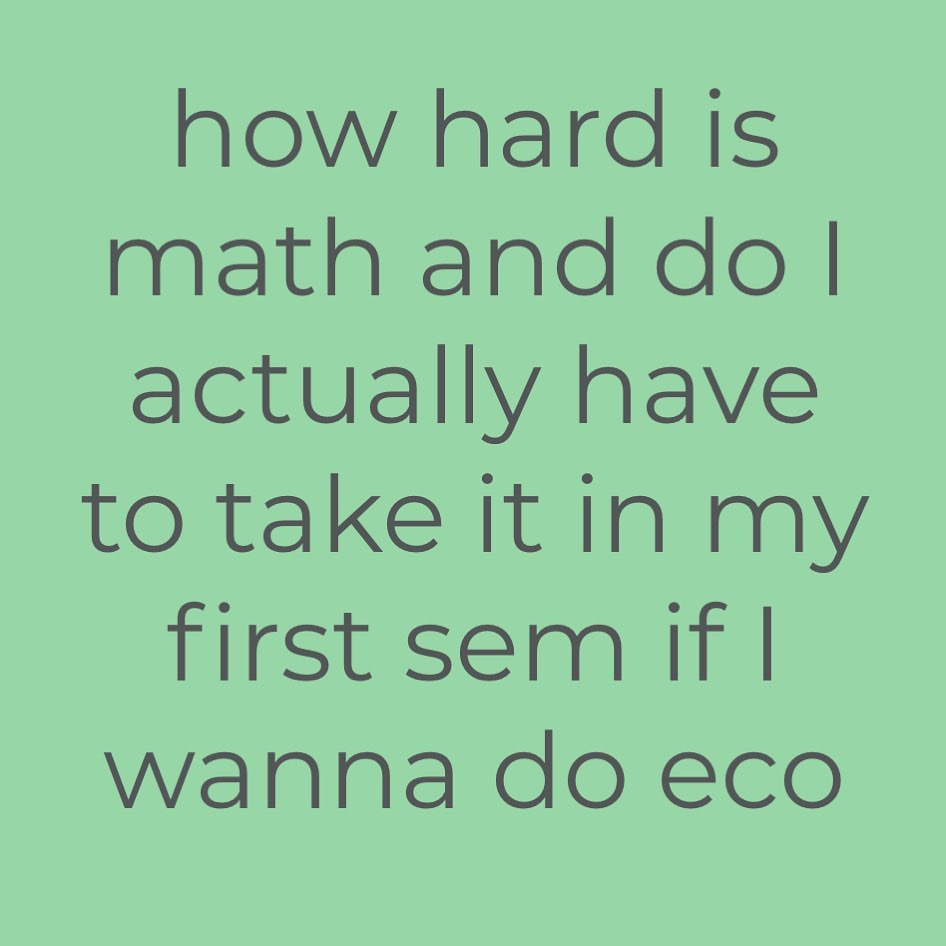 how hard is
math and do I
actually have
to take it in my
first sem if I
wanna do eco